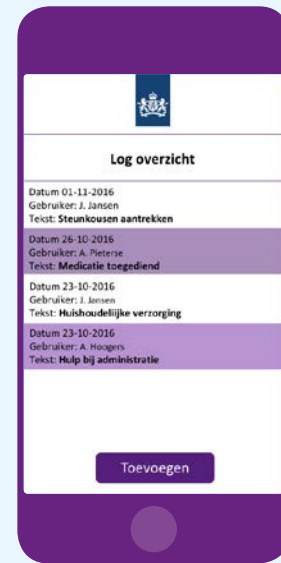 Log overzicht
Datum 01-11-2016
Gebruiker: J. Jansen
Tekst: Steunkousen aantrekken
Datum 26-10-2016
Gebruiker: A. Pieterse
Tekst: Medicatie toegediend
Datum 23-10-2016
Gebruiker: J. Jansen
Tekst: Huishoudelijke verzorging
Datum 23-10-2016
Gebruiker: A. Hoogers
Tekst: Hulp bij administratie
Toevoegen